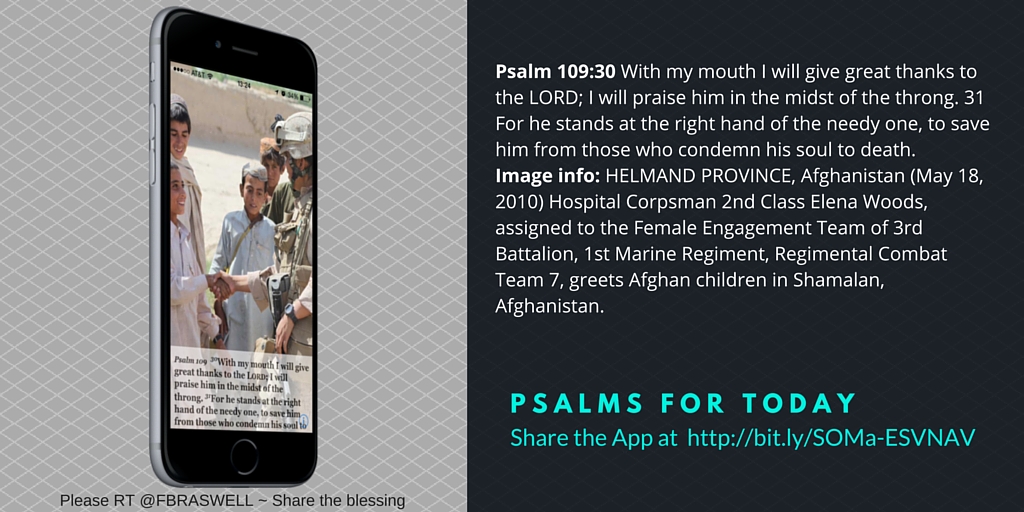 ●●●○○ AT&T
13:24
34%
Psalm 109 ³⁰With my mouth I will give
great thanks to the LORD; I will
praise him in the midst of the
throng. ³¹For he stands at the right
hand of the needy one, to save him
from those who condemn his soul to
Please RT @FBRASWELL ~ Share the blessing
Psalm 109:30 With my mouth I will give great thanks to
the LORD; I will praise him in the midst of the throng. 31
For he stands at the right hand of the needy one, to save
him from those who condemn his soul to death.
Image info: HELMAND PROVINCE, Afghanistan (May 18,
2010) Hospital Corpsman 2nd Class Elena Woods,
assigned to the Female Engagement Team of 3rd
Battalion, 1st Marine Regiment, Regimental Combat
Team 7, greets Afghan children in Shamalan,
Afghanistan.
PSALMS FOR TODAY
Share the App at http://bit.ly/SOMa-ESVNAV